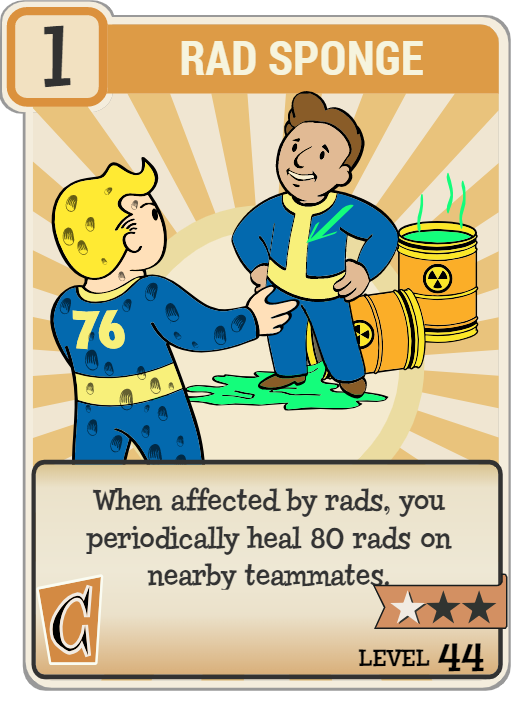 1
RAD SPONGE
76
When affected by rads, you
periodically heal 80 rads on
nearby teammates.
C
LEVEL 44